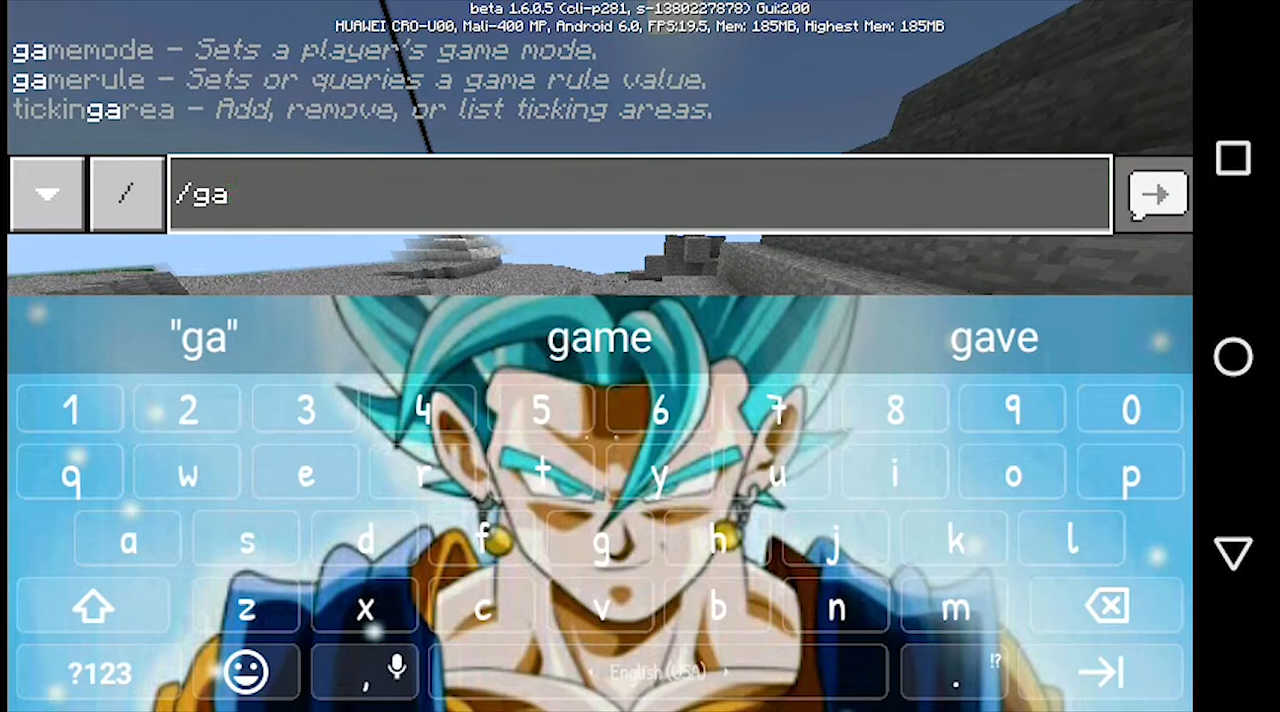 beta 1.6.0.5 (cli-p281, s-1380227878) Gui:2.00
HUAWEI CRO-U00, Mali-400 MP, Android 6.0, FPS:19.5, Mem: 185MB, Highest Mem: 185MB
gamemode – Sets a player's game mode.
gamerule – Sets or queries a game rule value.
tickingarea – Add, remove, or list ticking areas.
/ /ga
"ga" game gave
1 2 3 4 5 6 7 8 9 0
q w e r t y u i o p
a s d f g h j k l
z x c v b n m
?123 , English (USA) . !?